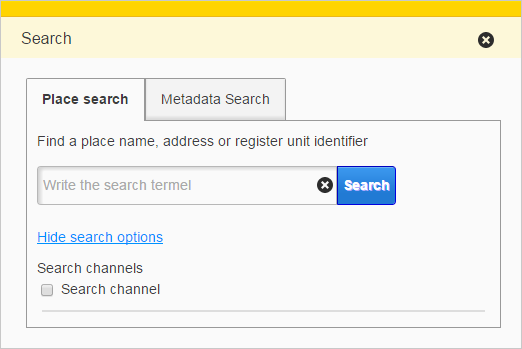 Search
Place search
Metadata Search
Find a place name, address or register unit identifier
Write the search termel
Search
Hide search options
Search channels
Search channel